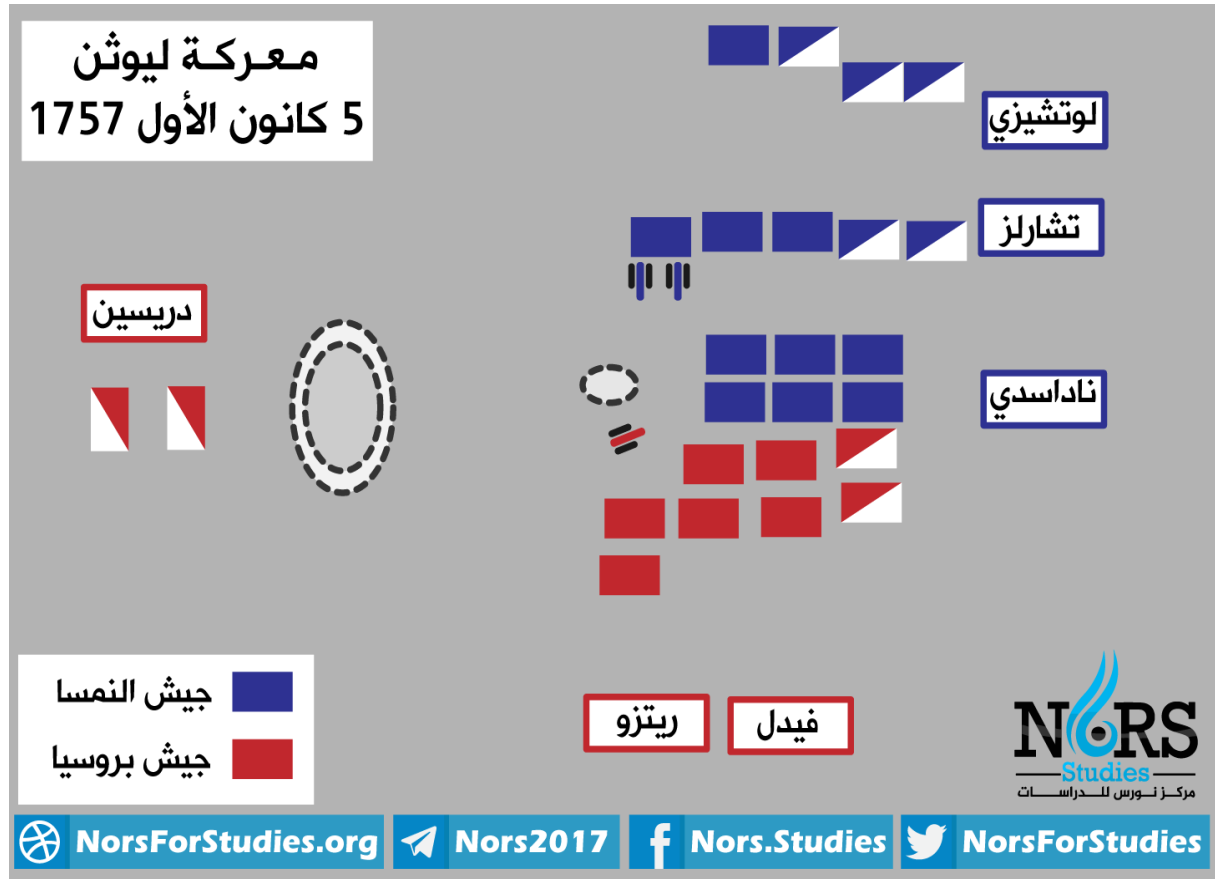 معركة ليوثن
5 كانون الأول 1757
لوتشيزي
تشارلز
دريسين
ناداسدي
جيش النمسا
جيش بروسيا
ريتزو
فيدل
NORS
Studies
مركز نورس للدراسات
NorsForStudies.org
Nors2017
Nors.Studies
NorsForStudies